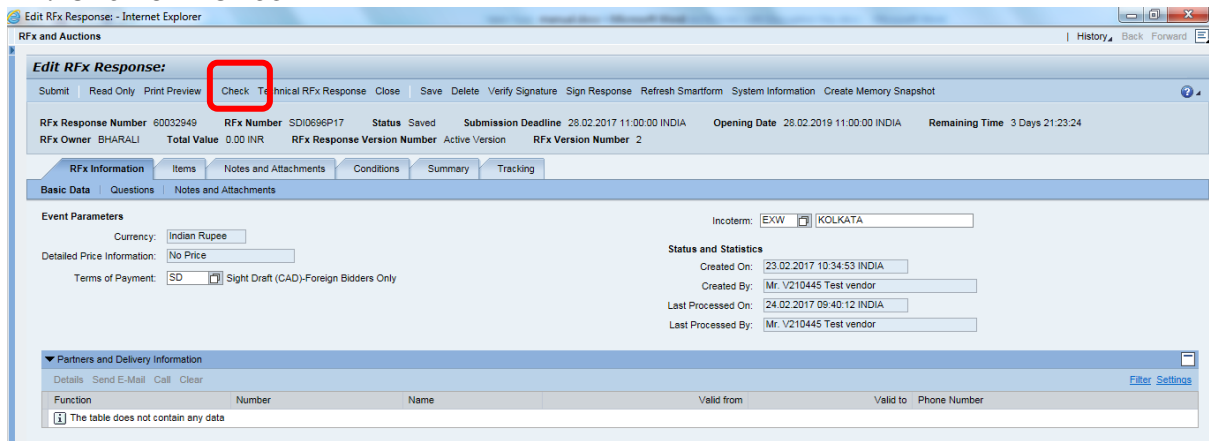 Edit RFx Response: - Internet Explorer
RFx and Auctions | History Back Forward
Edit RFx Response:
Submit | Read Only Print Preview | Check Technical RFx Response Close | Save Delete Verify Signature Sign Response Refresh Smartform System Information Create Memory Snapshot
RFx Response Number 60032949 RFx Number SDI0696P17 Status Saved Submission Deadline 28.02.2017 11:00:00 INDIA Opening Date 28.02.2019 11:00:00 INDIA Remaining Time 3 Days 21:23:24
RFx Owner BHARALI Total Value 0.00 INR RFx Response Version Number Active Version RFx Version Number 2
RFx Information Items Notes and Attachments Conditions Summary Tracking
Basic Data | Questions | Notes and Attachments
Event Parameters
Incoterm: EXW KOLKATA
Currency: Indian Rupee
Status and Statistics
Detailed Price Information: No Price
Created On: 23.02.2017 10:34:53 INDIA
Terms of Payment: SD Sight Draft (CAD)-Foreign Bidders Only
Created By: Mr. V210445 Test vendor
Last Processed On: 24.02.2017 09:40:12 INDIA
Last Processed By: Mr. V210445 Test vendor
Partners and Delivery Information
Details Send E-Mail Call Clear Filter Settings
Function Number Name Valid from Valid to Phone Number
The table does not contain any data